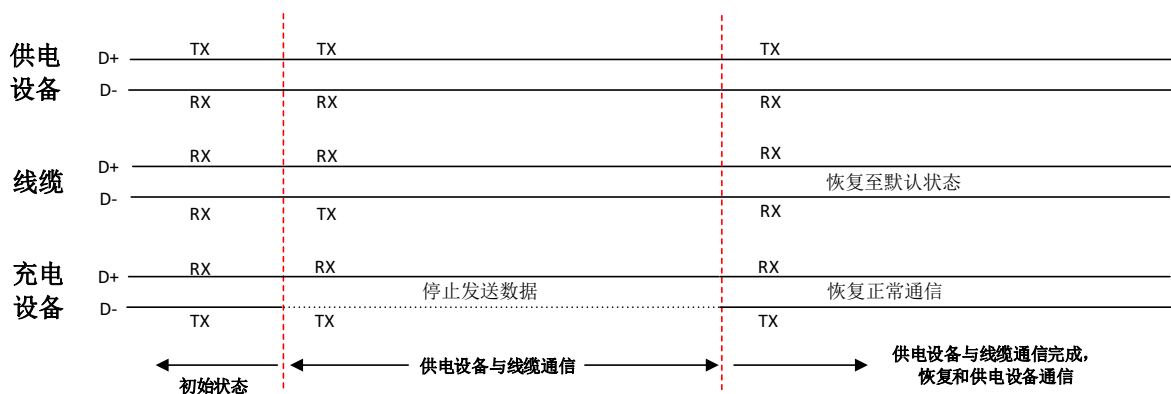 TX TX TX
供电
设备
D+
D-
RX RX RX
RX RX RX
线缆
D+
恢复至默认状态
D-
RX TX RX
充电
设备
RX RX RX
D+
停止发送数据 恢复正常通信
D-
TX TX TX
初始状态
供电设备与线缆通信
供电设备与线缆通信完成，
恢复和供电设备通信